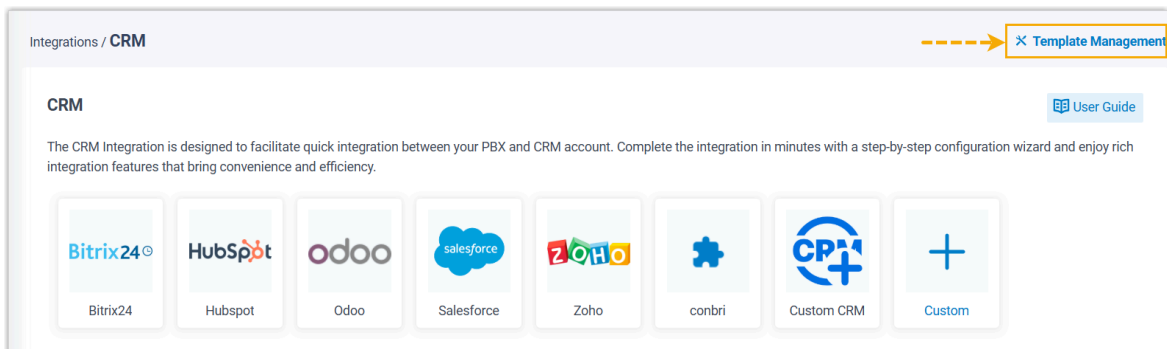 Integrations / CRM
Template Management
CRM
User Guide
The CRM Integration is designed to facilitate quick integration between your PBX and CRM account. Complete the integration in minutes with a step-by-step configuration wizard and enjoy rich
integration features that bring convenience and efficiency.
Bitrix24 HubSpot odoo salesforce ZOHO CRM
Bitrix24 Hubspot Odoo Salesforce Zoho conbri Custom CRM Custom